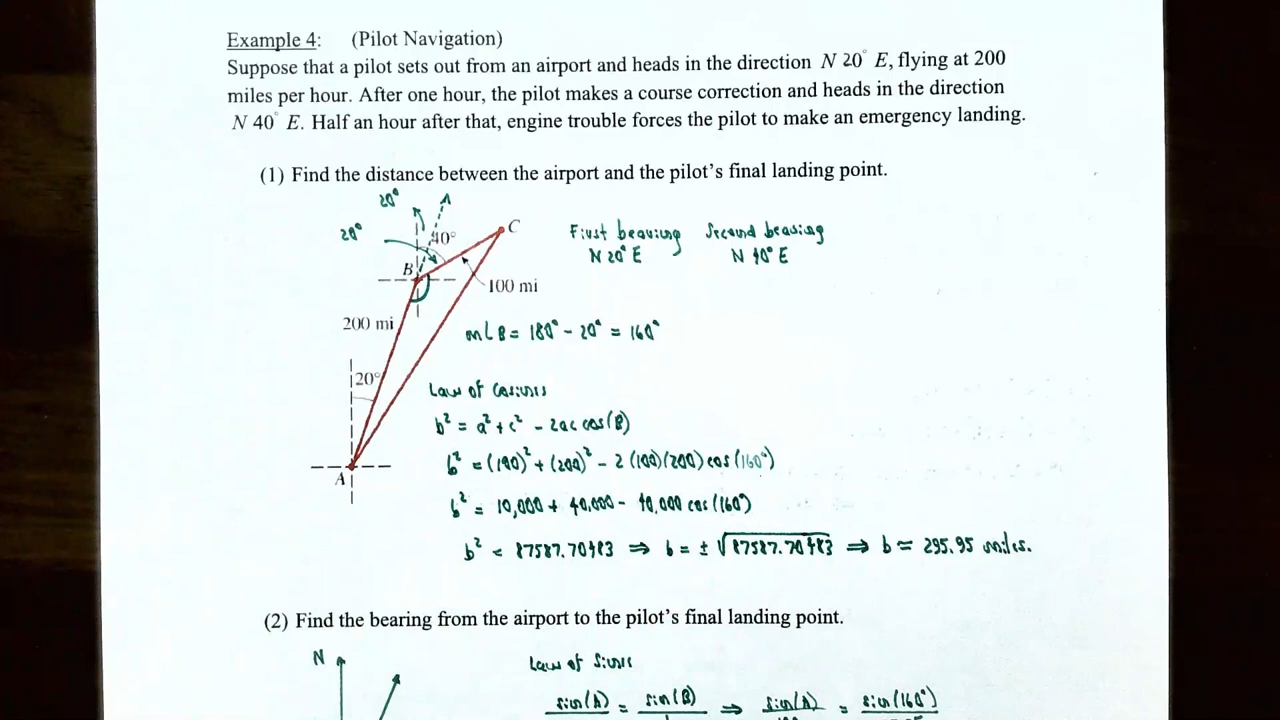 Example 4: (Pilot Navigation)
Suppose that a pilot sets out from an airport and heads in the direction N 20° E, flying at 200
miles per hour. After one hour, the pilot makes a course correction and heads in the direction
N 40° E. Half an hour after that, engine trouble forces the pilot to make an emergency landing.
(1) Find the distance between the airport and the pilot's final landing point.
20°
20°
40°
C
First bearing Second bearing
N 20° E N 40° E
B
100 mi
200 mi
m∠B = 180° - 20° = 160°
20°
Law of Cosines
b² = a² + c² - 2ac cos(B)
b² = (100)² + (200)² - 2(100)(200) cos(160°)
A
b² = 10,000 + 40,000 - 40,000 cos(160°)
b² = 87587.70483 ⇒ b = ± √87587.70483 ⇒ b ≈ 295.95 miles.
(2) Find the bearing from the airport to the pilot's final landing point.
N
Law of Sines
sin(A) = sin(B) ⇒ sin(A) = sin(160°)